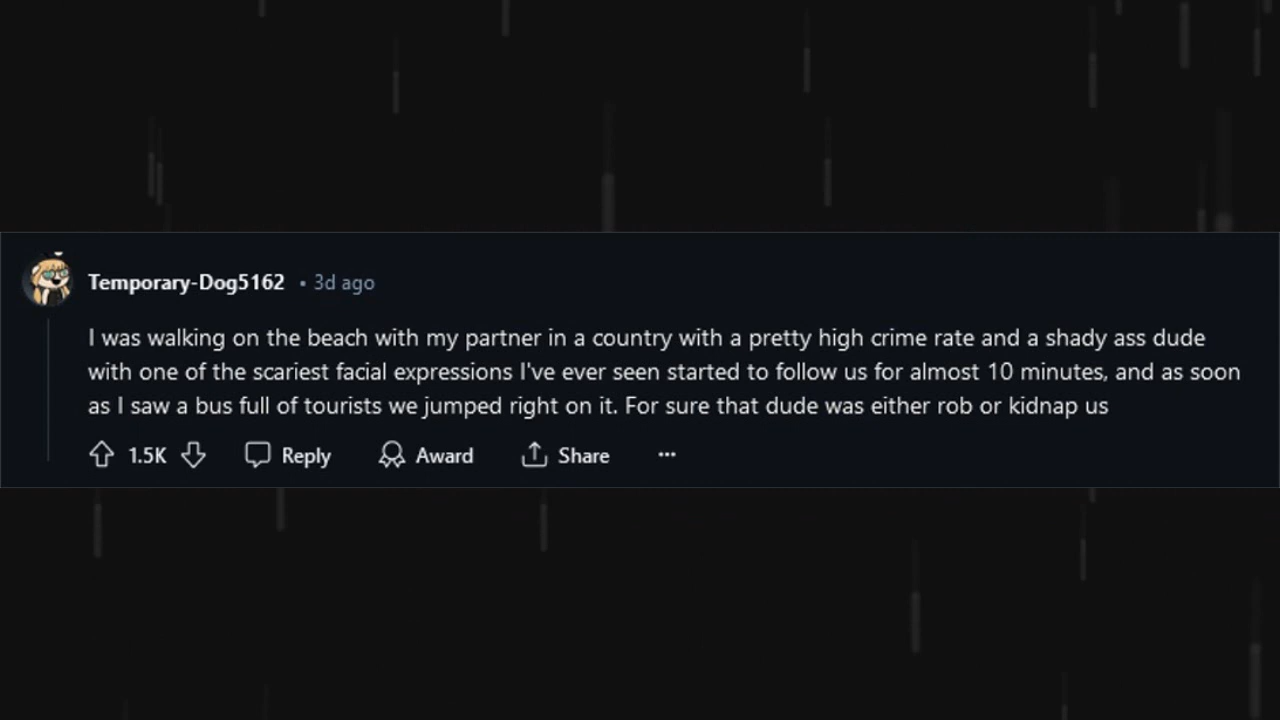 Temporary-Dog5162 • 3d ago
I was walking on the beach with my partner in a country with a pretty high crime rate and a shady ass dude
with one of the scariest facial expressions I've ever seen started to follow us for almost 10 minutes, and as soon
as I saw a bus full of tourists we jumped right on it. For sure that dude was either rob or kidnap us
1.5K Reply Award Share ...